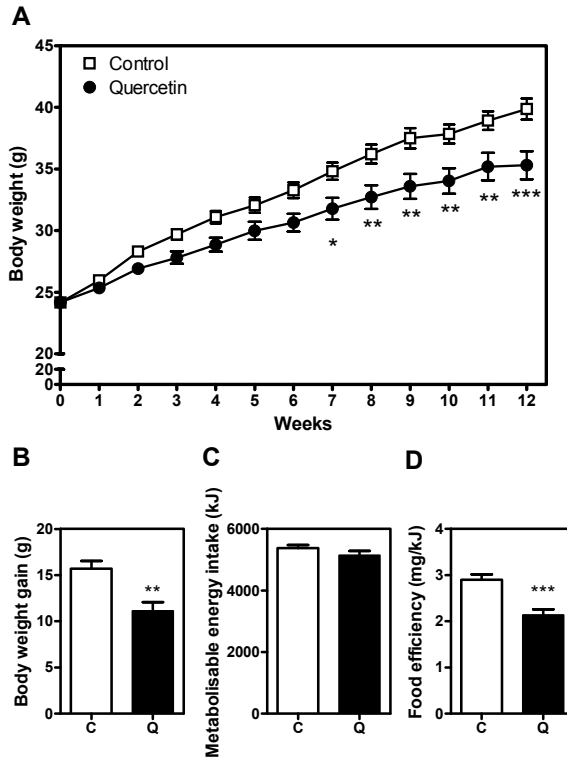 A
Body weight (g)
45
40
35
30
25
20
20
0
Control
Quercetin
*
**
**
**
**
***
0 1 2 3 4 5 6 7 8 9 10 11 12
Weeks
B
Body weight gain (g)
20
15
10
5
0
**
C Q
C
Metabolisable energy intake (kJ)
6000
4000
2000
0
C Q
D
Food efficiency (mg/kJ)
4
3
2
1
0
***
C Q